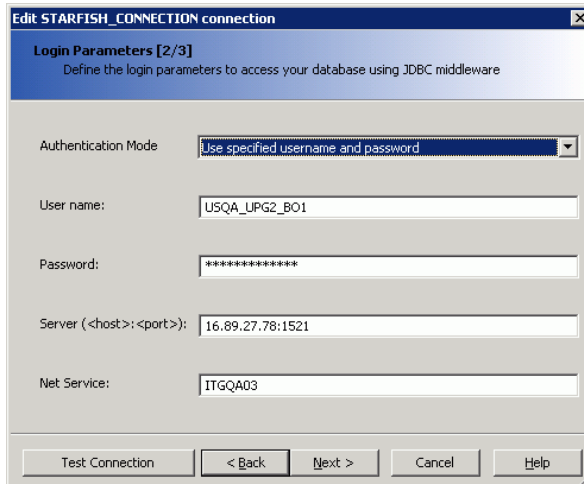 Edit STARFISH_CONNECTION connection
Login Parameters [2/3]
Define the login parameters to access your database using JDBC middleware
Authentication Mode
Use specified username and password
User name:
USQA_UPG2_BO1
Password:
*************
Server (<host>:<port>):
16.89.27.78:1521
Net Service:
ITGQA03
Test Connection
< Back
Next >
Cancel
Help